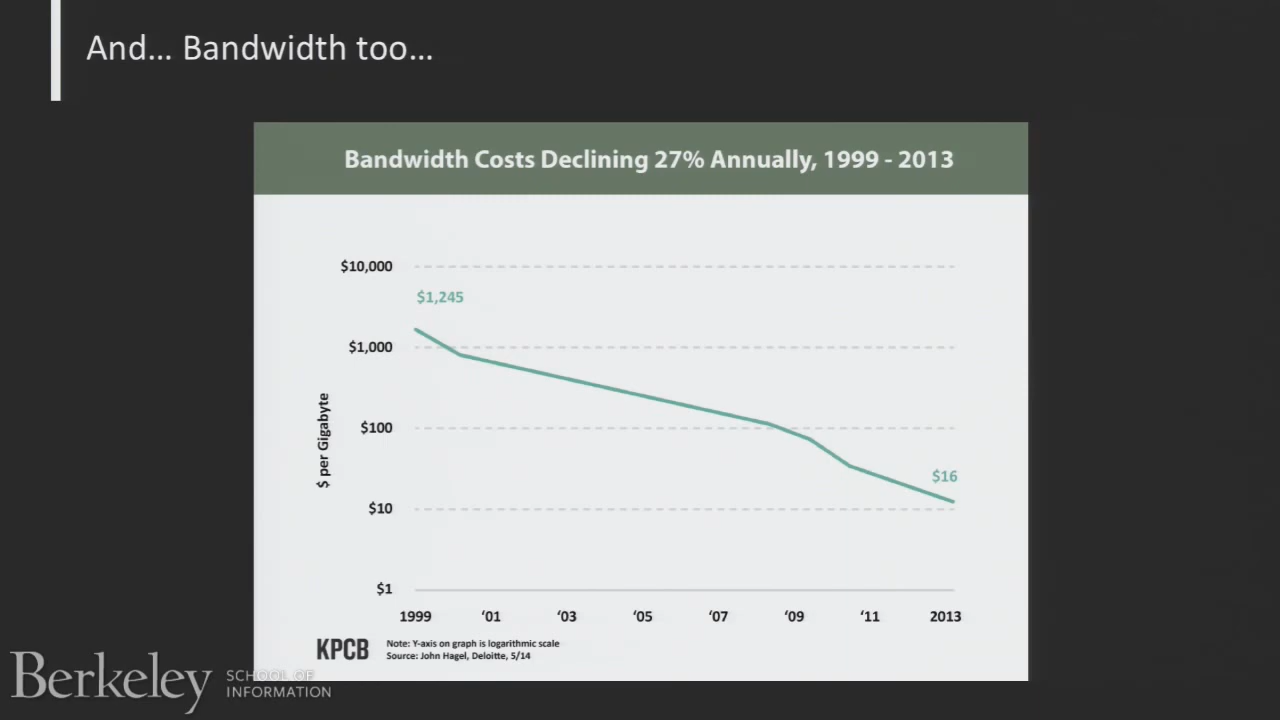 And... Bandwidth too...
Bandwidth Costs Declining 27% Annually, 1999 - 2013
$10,000
$1,245
$1,000
$ per Gigabyte
$100
$16
$10
$1
1999 ‘01 ‘03 ‘05 ‘07 ‘09 ‘11 2013
KPCB
Note: Y-axis on graph is logarithmic scale
Source: John Hagel, Deloitte, 5/14
Berkeley
SCHOOL OF
INFORMATION